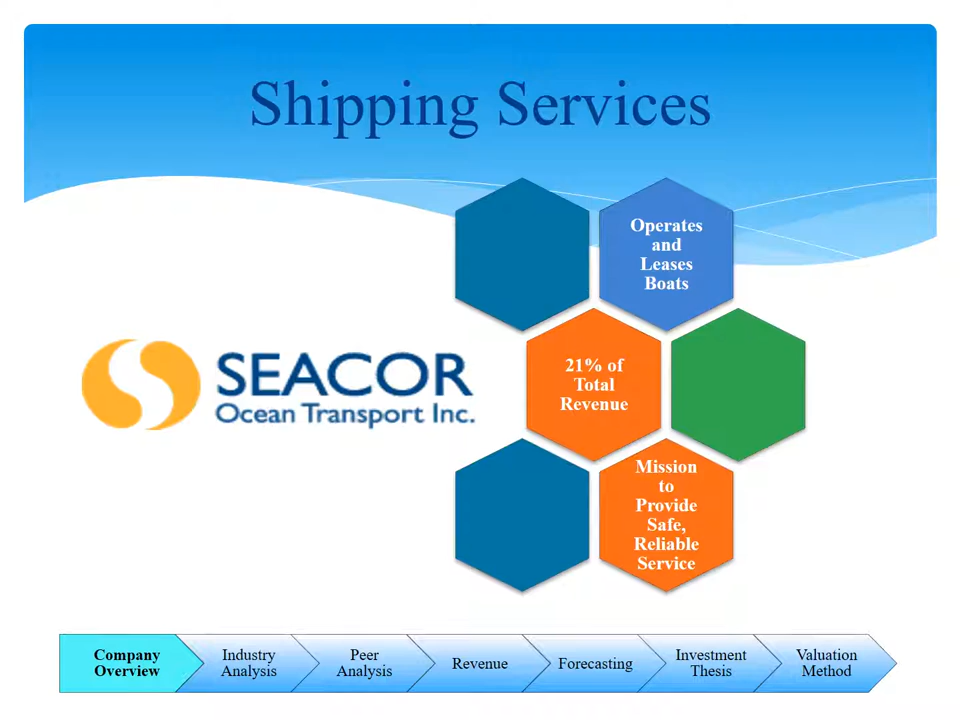 Shipping Services
Operates
and
Leases
Boats
SEACOR
Ocean Transport Inc.
21% of
Total
Revenue
Mission
to
Provide
Safe,
Reliable
Service
Company
Overview
Industry
Analysis
Peer
Analysis
Revenue
Forecasting
Investment
Thesis
Valuation
Method